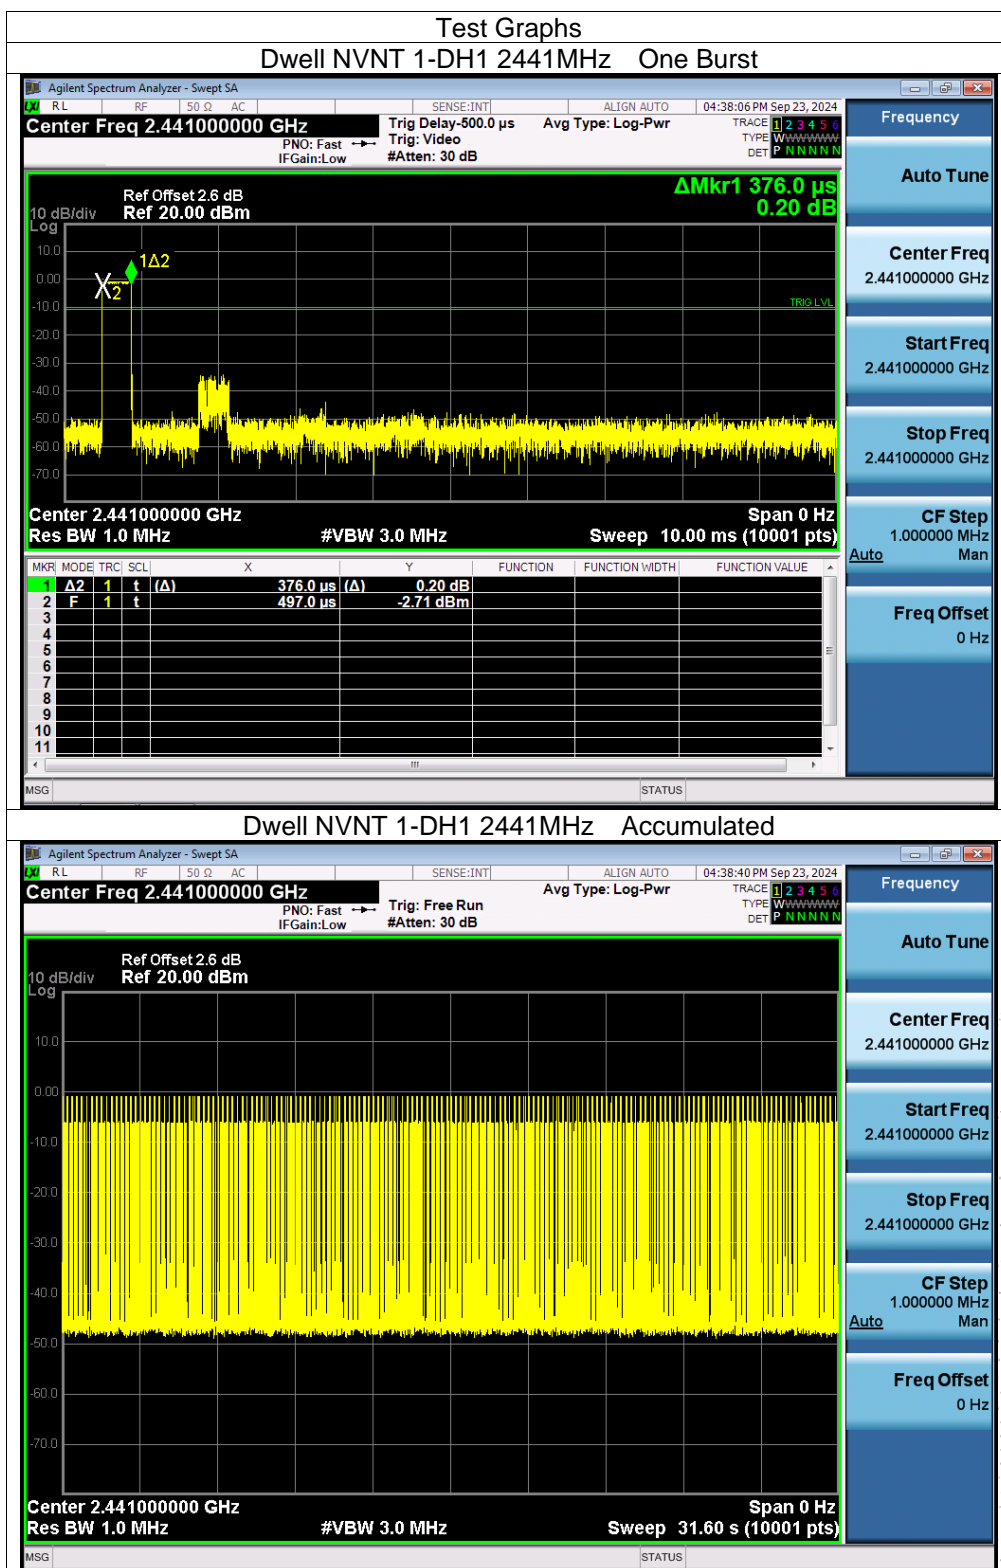 Test Graphs
Dwell NVNT 1-DH1 2441MHz One Burst
Agilent Spectrum Analyzer - Swept SA
LXI RL RF 50 Ω AC SENSE:INT ALIGN AUTO 04:38:06 PM Sep 23, 2024
Center Freq 2.441000000 GHz
PNO: Fast
IFGain:Low
Trig Delay-500.0 µs
Trig: Video
#Atten: 30 dB
Avg Type: Log-Pwr
TRACE 1 2 3 4 5 6
TYPE WWWWWW
DET P N N N N N
ΔMkr1 376.0 µs
0.20 dB
Ref Offset 2.6 dB
10 dB/div Ref 20.00 dBm
Log
10.0
0.00
-10.0
-20.0
-30.0
-40.0
-50.0
-60.0
-70.0
1Δ2
2
TRIG LVL
Center 2.441000000 GHz Span 0 Hz
Res BW 1.0 MHz #VBW 3.0 MHz Sweep 10.00 ms (10001 pts)
MKR MODE TRC SCL X Y FUNCTION FUNCTION WIDTH FUNCTION VALUE
1 Δ2 1 t (Δ) 376.0 µs (Δ) 0.20 dB
2 F 1 t 497.0 µs -2.71 dBm
3
4
5
6
7
8
9
10
11
MSG STATUS
Frequency
Auto Tune
Center Freq
2.441000000 GHz
Start Freq
2.441000000 GHz
Stop Freq
2.441000000 GHz
CF Step
1.000000 MHz
Auto Man
Freq Offset
0 Hz
Dwell NVNT 1-DH1 2441MHz Accumulated
Agilent Spectrum Analyzer - Swept SA
LXI RL RF 50 Ω AC SENSE:INT ALIGN AUTO 04:38:40 PM Sep 23, 2024
Center Freq 2.441000000 GHz
PNO: Fast
IFGain:Low
Trig: Free Run
#Atten: 30 dB
Avg Type: Log-Pwr
TRACE 1 2 3 4 5 6
TYPE WWWWWW
DET P N N N N N
Ref Offset 2.6 dB
10 dB/div Ref 20.00 dBm
Log
10.0
0.00
-10.0
-20.0
-30.0
-40.0
-50.0
-60.0
-70.0
Center 2.441000000 GHz Span 0 Hz
Res BW 1.0 MHz #VBW 3.0 MHz Sweep 31.60 s (10001 pts)
MSG STATUS
Frequency
Auto Tune
Center Freq
2.441000000 GHz
Start Freq
2.441000000 GHz
Stop Freq
2.441000000 GHz
CF Step
1.000000 MHz
Auto Man
Freq Offset
0 Hz